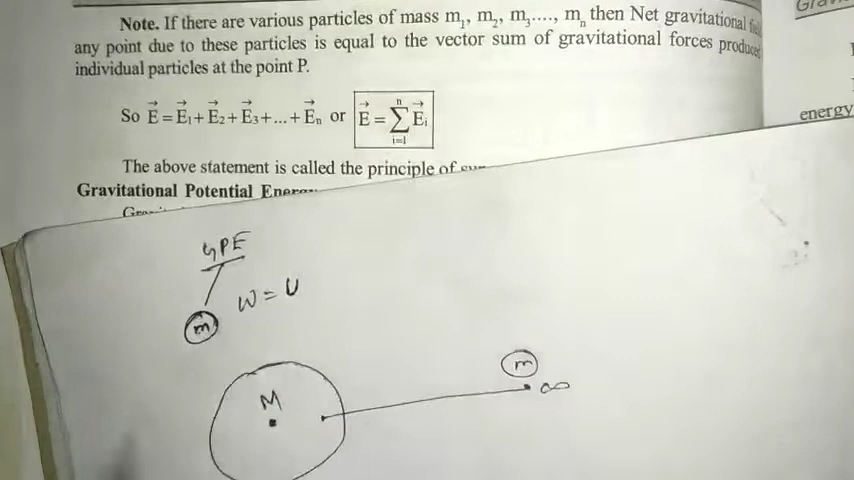 Note. If there are various particles of mass m₁, m₂, m₃...., mₙ then Net gravitational
any point due to these particles is equal to the vector sum of gravitational forces produced
individual particles at the point P.
So E⃗ = E⃗₁ + E⃗₂ + E⃗₃ + ... + E⃗ₙ or E⃗ = ∑ᵢ₌₁ⁿ E⃗ᵢ
energy
The above statement is called the principle of
Gravitational Potential
GPE
W = U
m
m
∞
M